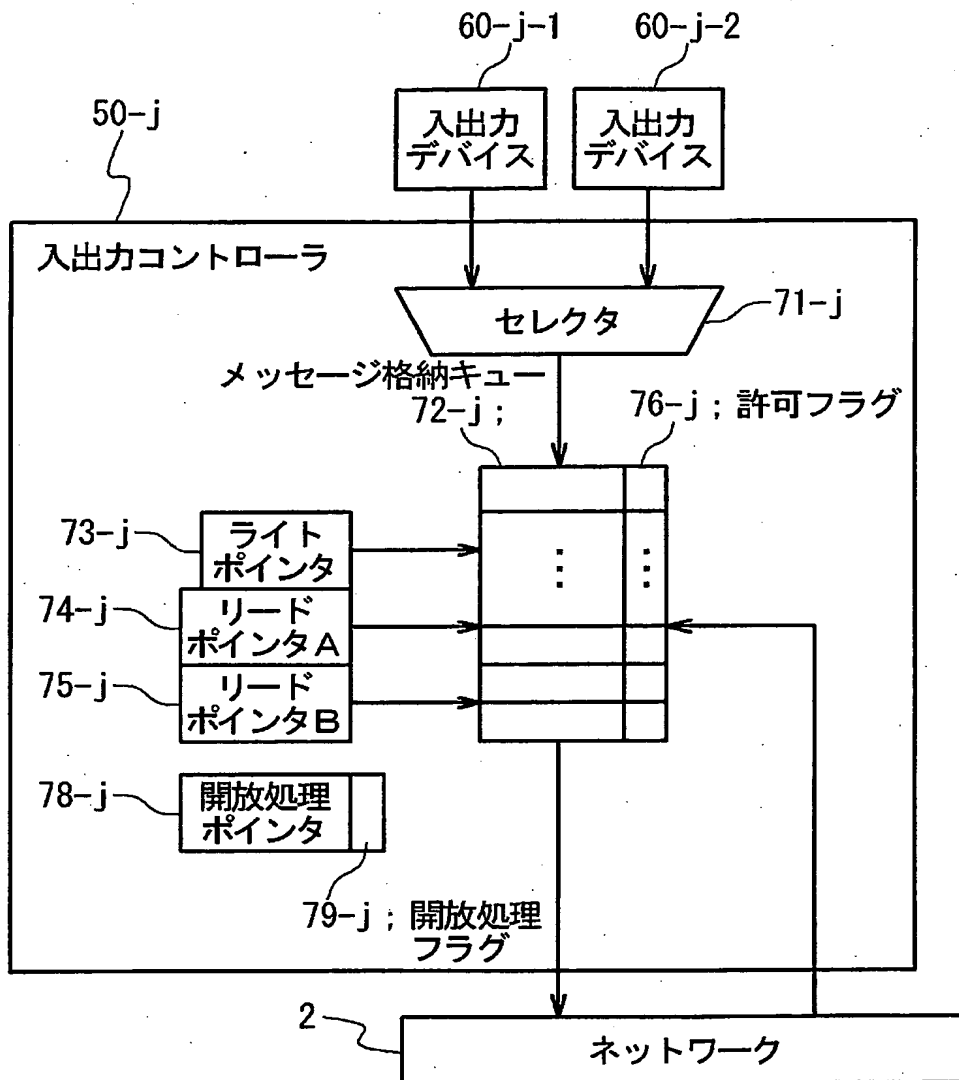 60-j-1
60-j-2
50-j
入出力
デバイス
入出力
デバイス
入出力コントローラ
セレクタ
71-j
メッセージ格納キュー
72-j ;
76-j ; 許可フラグ
73-j
ライト
ポインタ
74-j
リード
ポインタA
75-j
リード
ポインタB
78-j
開放処理
ポインタ
79-j ; 開放処理
フラグ
2
ネットワーク